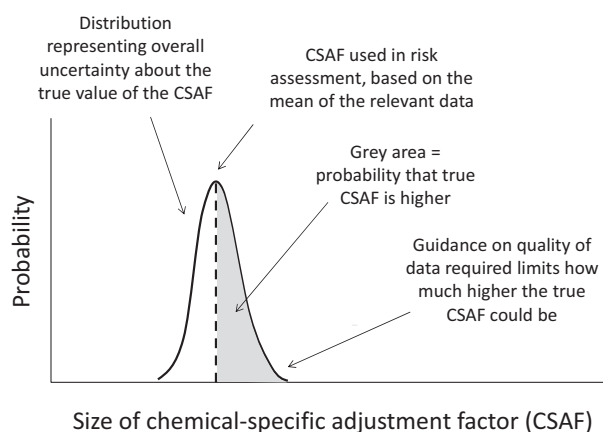 Distribution
representing overall
uncertainty about the
true value of the CSAF
CSAF used in risk
assessment, based on the
mean of the relevant data
Grey area =
probability that true
CSAF is higher
Guidance on quality of
data required limits how
much higher the true
CSAF could be
Probability
Size of chemical-specific adjustment factor (CSAF)